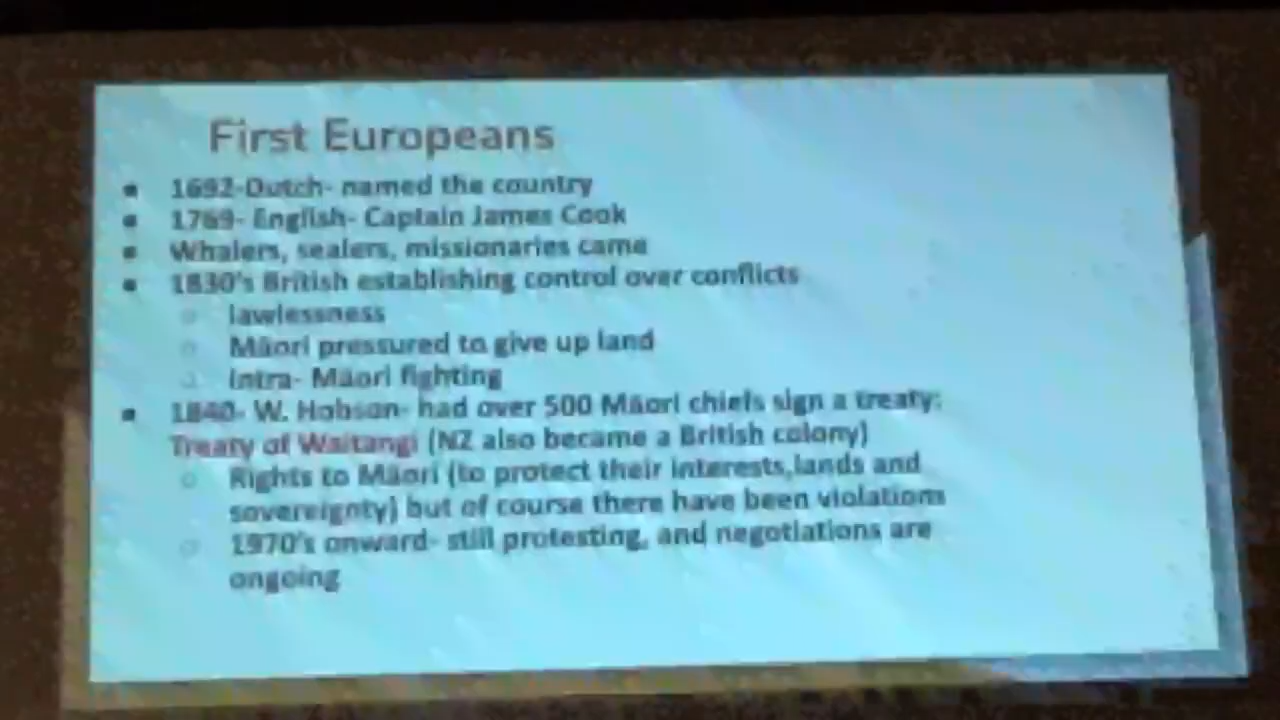 First Europeans
1692-Dutch- named the country
1769- English- Captain James Cook
Whalers, sealers, missionaries came
1830's British establishing control over conflicts
lawlessness
Māori pressured to give up land
Intra- Māori fighting
1840- W. Hobson- had over 500 Māori chiefs sign a treaty:
Treaty of Waitangi (NZ also became a British colony)
Rights to Māori (to protect their interests,lands and
sovereignty) but of course there have been violations
1970's onward- still protesting, and negotiations are
ongoing